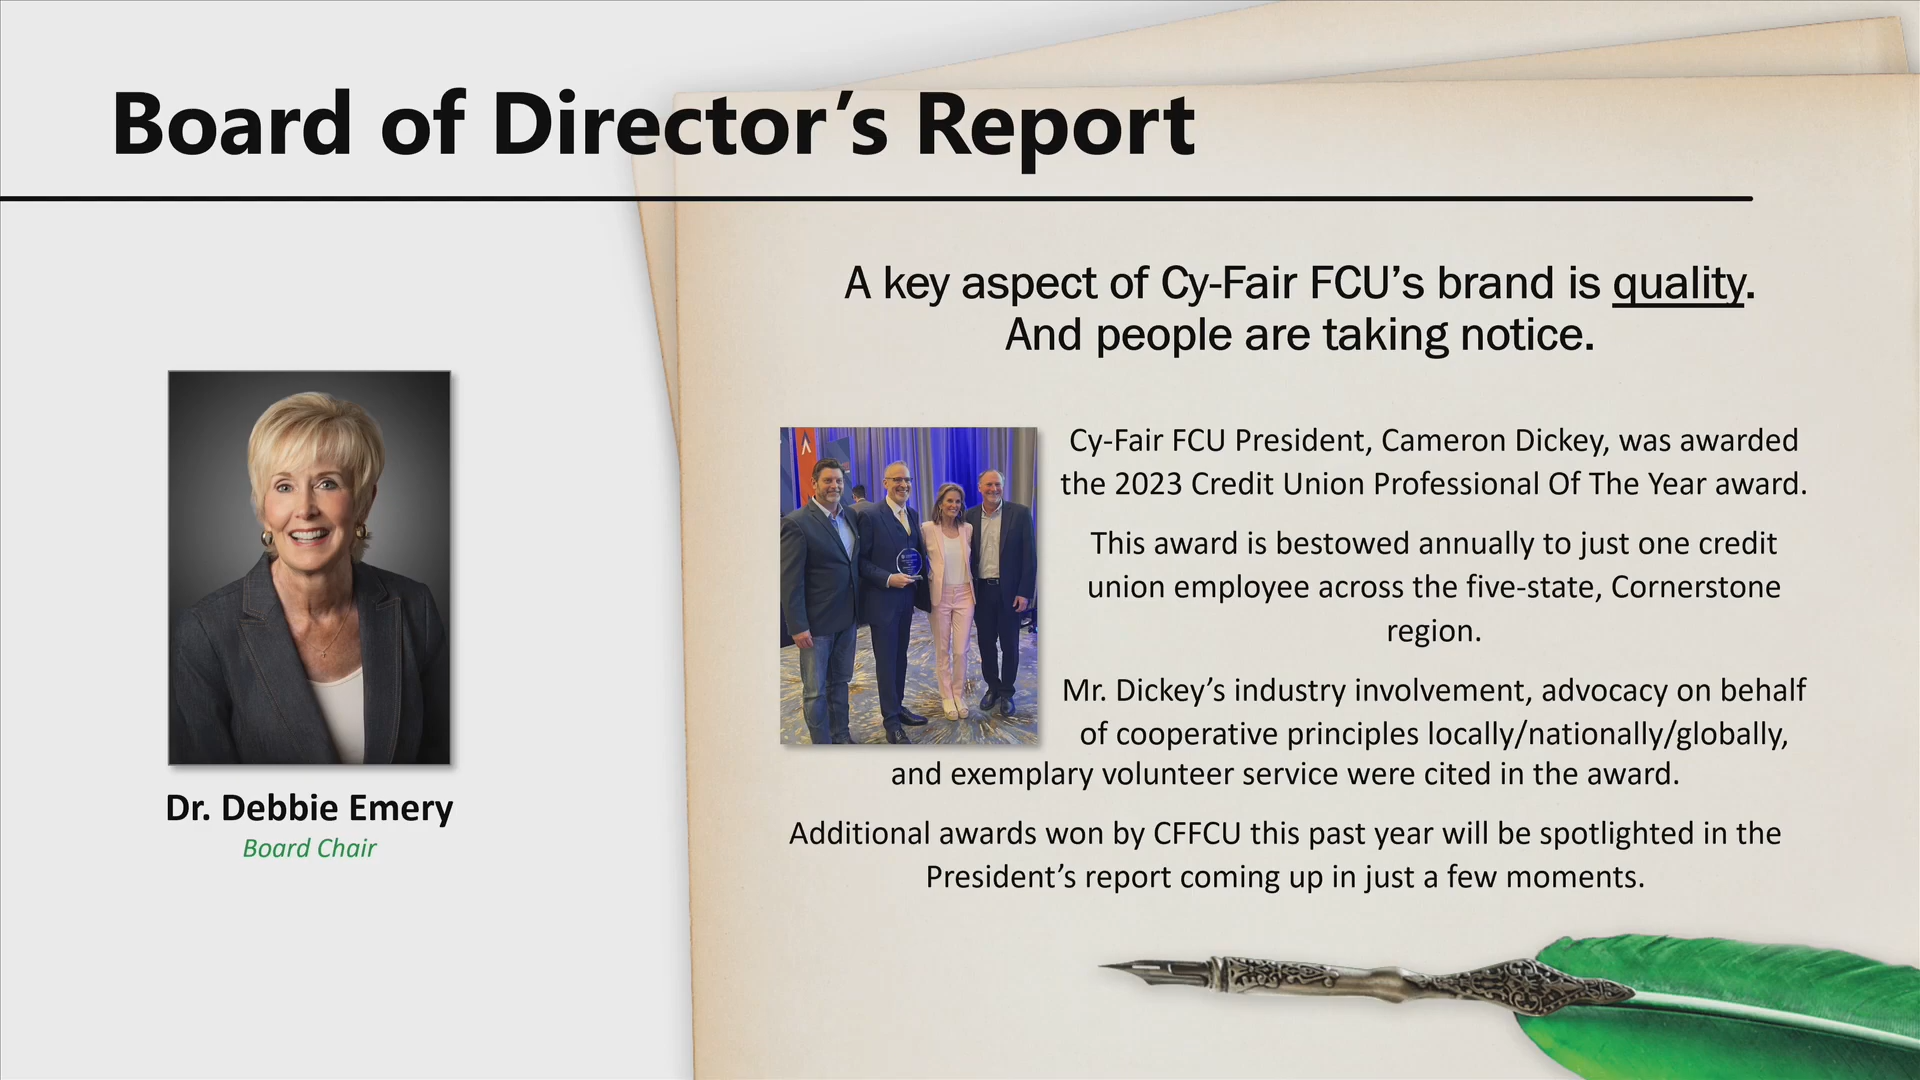 Board of Director’s Report
A key aspect of Cy-Fair FCU’s brand is quality.
And people are taking notice.
Cy-Fair FCU President, Cameron Dickey, was awarded
the 2023 Credit Union Professional Of The Year award.
This award is bestowed annually to just one credit
union employee across the five-state, Cornerstone
region.
Mr. Dickey’s industry involvement, advocacy on behalf
of cooperative principles locally/nationally/globally,
and exemplary volunteer service were cited in the award.
Additional awards won by CFFCU this past year will be spotlighted in the
President’s report coming up in just a few moments.
Dr. Debbie Emery
Board Chair